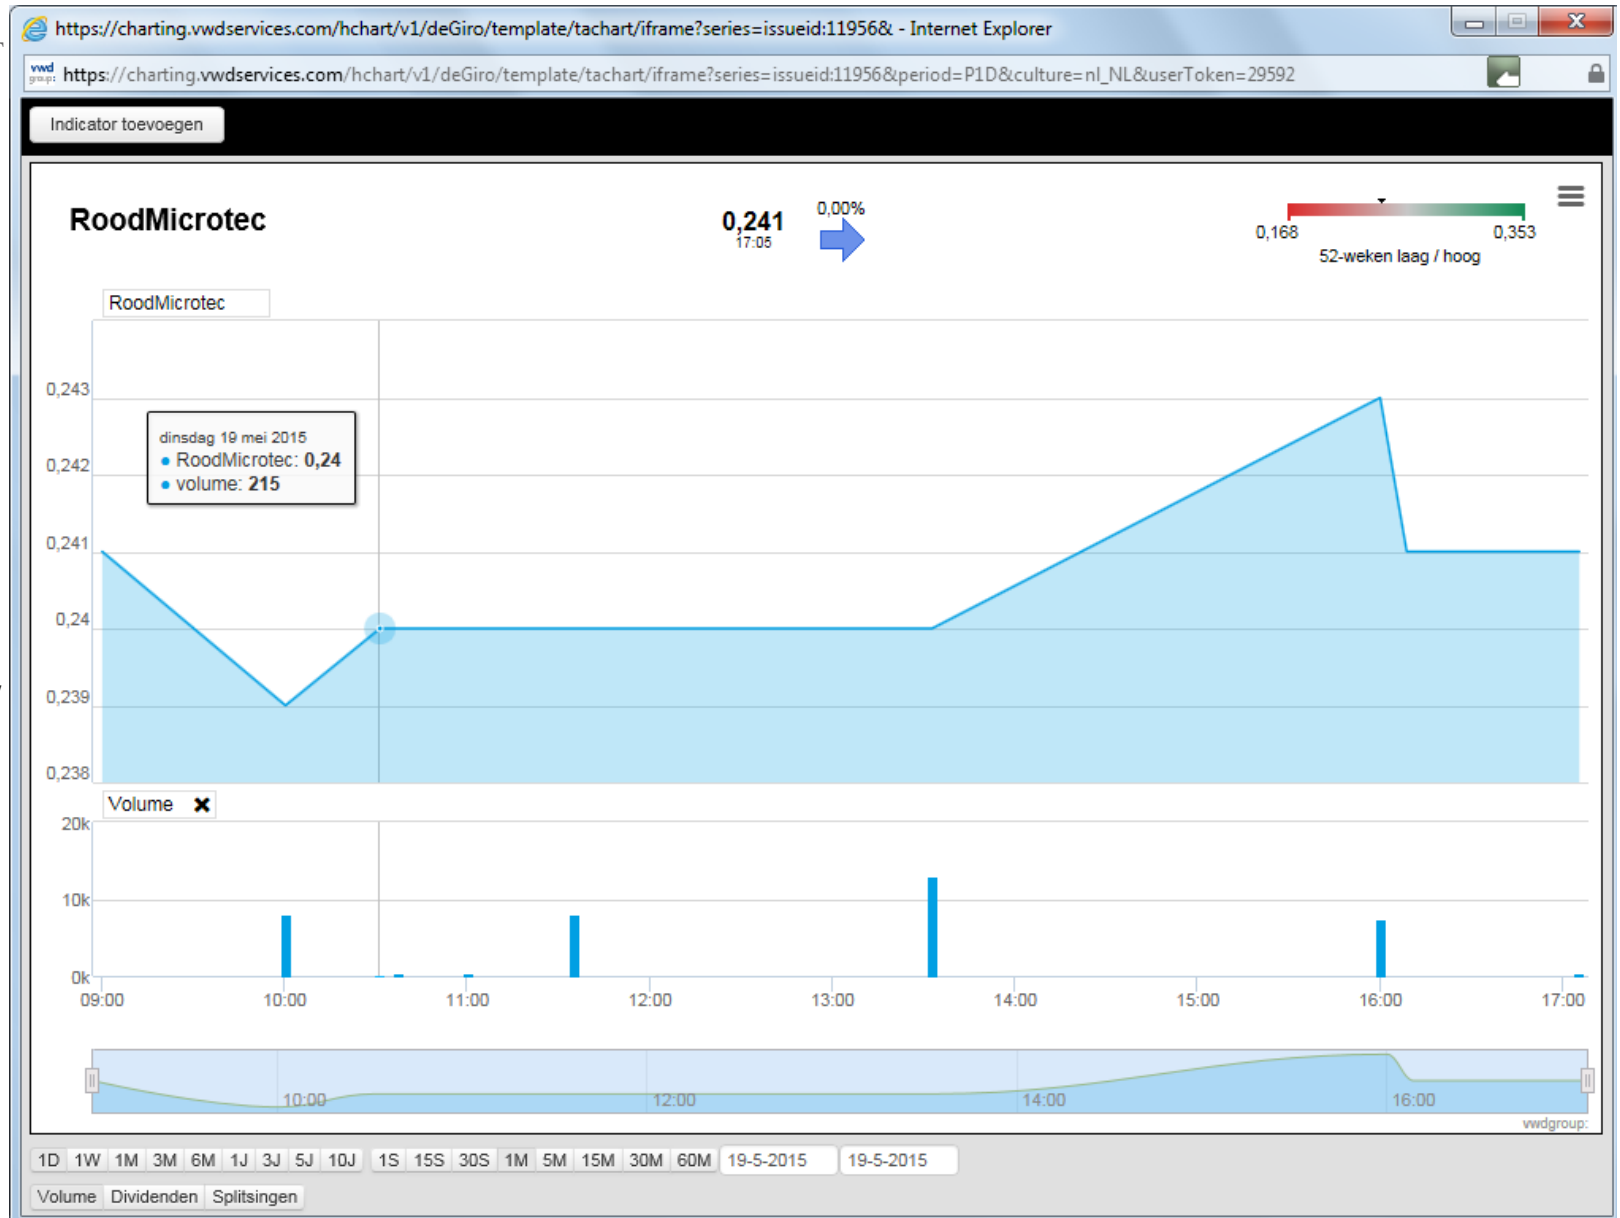 https://charting.vwdservices.com/hchart/v1/deGiro/template/tachart/iframe?series=issueid:11956& - Internet Explorer
vwd group: https://charting.vwdservices.com/hchart/v1/deGiro/template/tachart/iframe?series=issueid:11956&period=P1D&culture=nl_NL&userToken=29592
Indicator toevoegen
RoodMicrotec
0,241
17:05
0,00%
0,168 0,353
52-weken laag / hoog
RoodMicrotec
0,243
dinsdag 19 mei 2015
RoodMicrotec: 0,24
volume: 215
0,242
0,241
0,24
0,239
0,238
Volume
20k
10k
0k
09:00 10:00 11:00 12:00 13:00 14:00 15:00 16:00 17:00
10:00 12:00 14:00 16:00
vwdgroup:
1D 1W 1M 3M 6M 1J 3J 5J 10J 1S 15S 30S 1M 5M 15M 30M 60M 19-5-2015 19-5-2015
Volume Dividenden Splitsingen